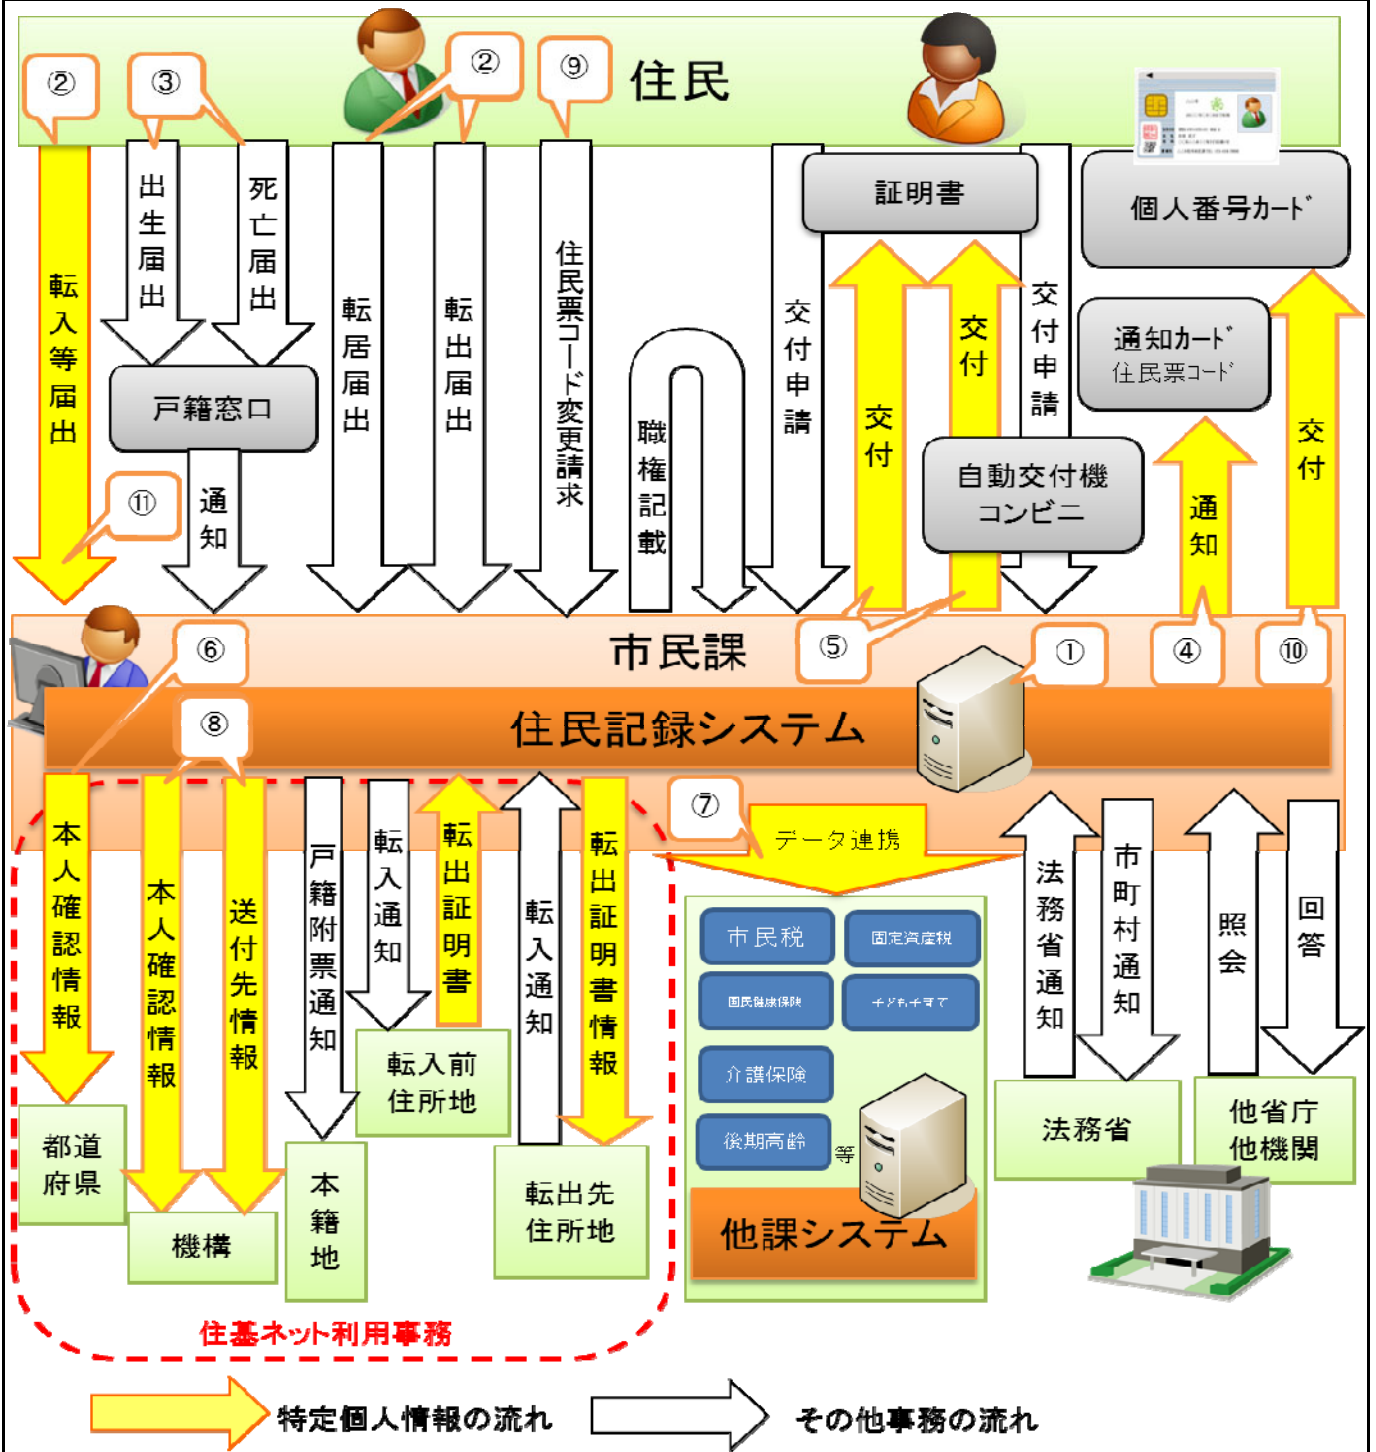 住民
②
③
②
⑨
証明書
個人番号カード
通知カード
住民票コード
転入等届出
出生届出
死亡届出
転居届出
転出届出
住民票コード変更請求
職権記載
交付申請
交付
交付
交付申請
通知
交付
戸籍窓口
自動交付機
コンビニ
⑪
通知
市民課
⑥
⑤
①
④
⑩
⑧
住民記録システム
⑦
データ連携
本人確認情報
本人確認情報
送付先情報
戸籍附票通知
転入通知
転出証明書
転入通知
転出証明書情報
法務省通知
市町村通知
照会
回答
市民税
固定資産税
国民健康保険
子ども子育て
介護保険
後期高齢
等
他課システム
都道
府県
機構
本籍地
転入前
住所地
転出先
住所地
法務省
他省庁
他機関
住基ネット利用事務
特定個人情報の流れ
その他事務の流れ